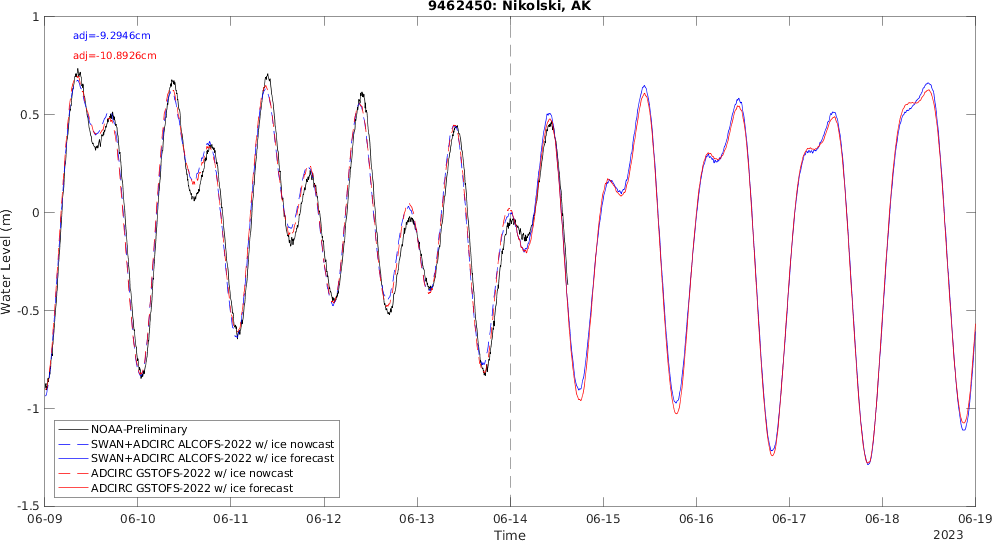 9462450: Nikolski, AK
adj=-9.2946cm
adj=-10.8926cm
Water Level (m)
1
0.5
0
-0.5
-1
-1.5
NOAA-Preliminary
SWAN+ADCIRC ALCOFS-2022 w/ ice nowcast
SWAN+ADCIRC ALCOFS-2022 w/ ice forecast
ADCIRC GSTOFS-2022 w/ ice nowcast
ADCIRC GSTOFS-2022 w/ ice forecast
06-09 06-10 06-11 06-12 06-13 06-14 06-15 06-16 06-17 06-18 06-19
Time
2023